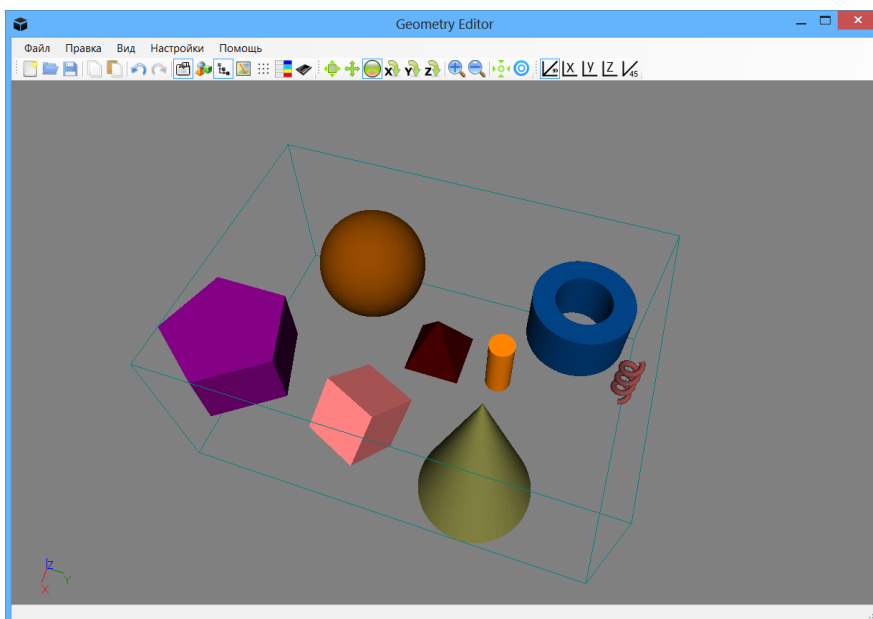 Geometry Editor
Файл Правка Вид Настройки Помощь
X Y Z X Y Z 45
Z
Y
X